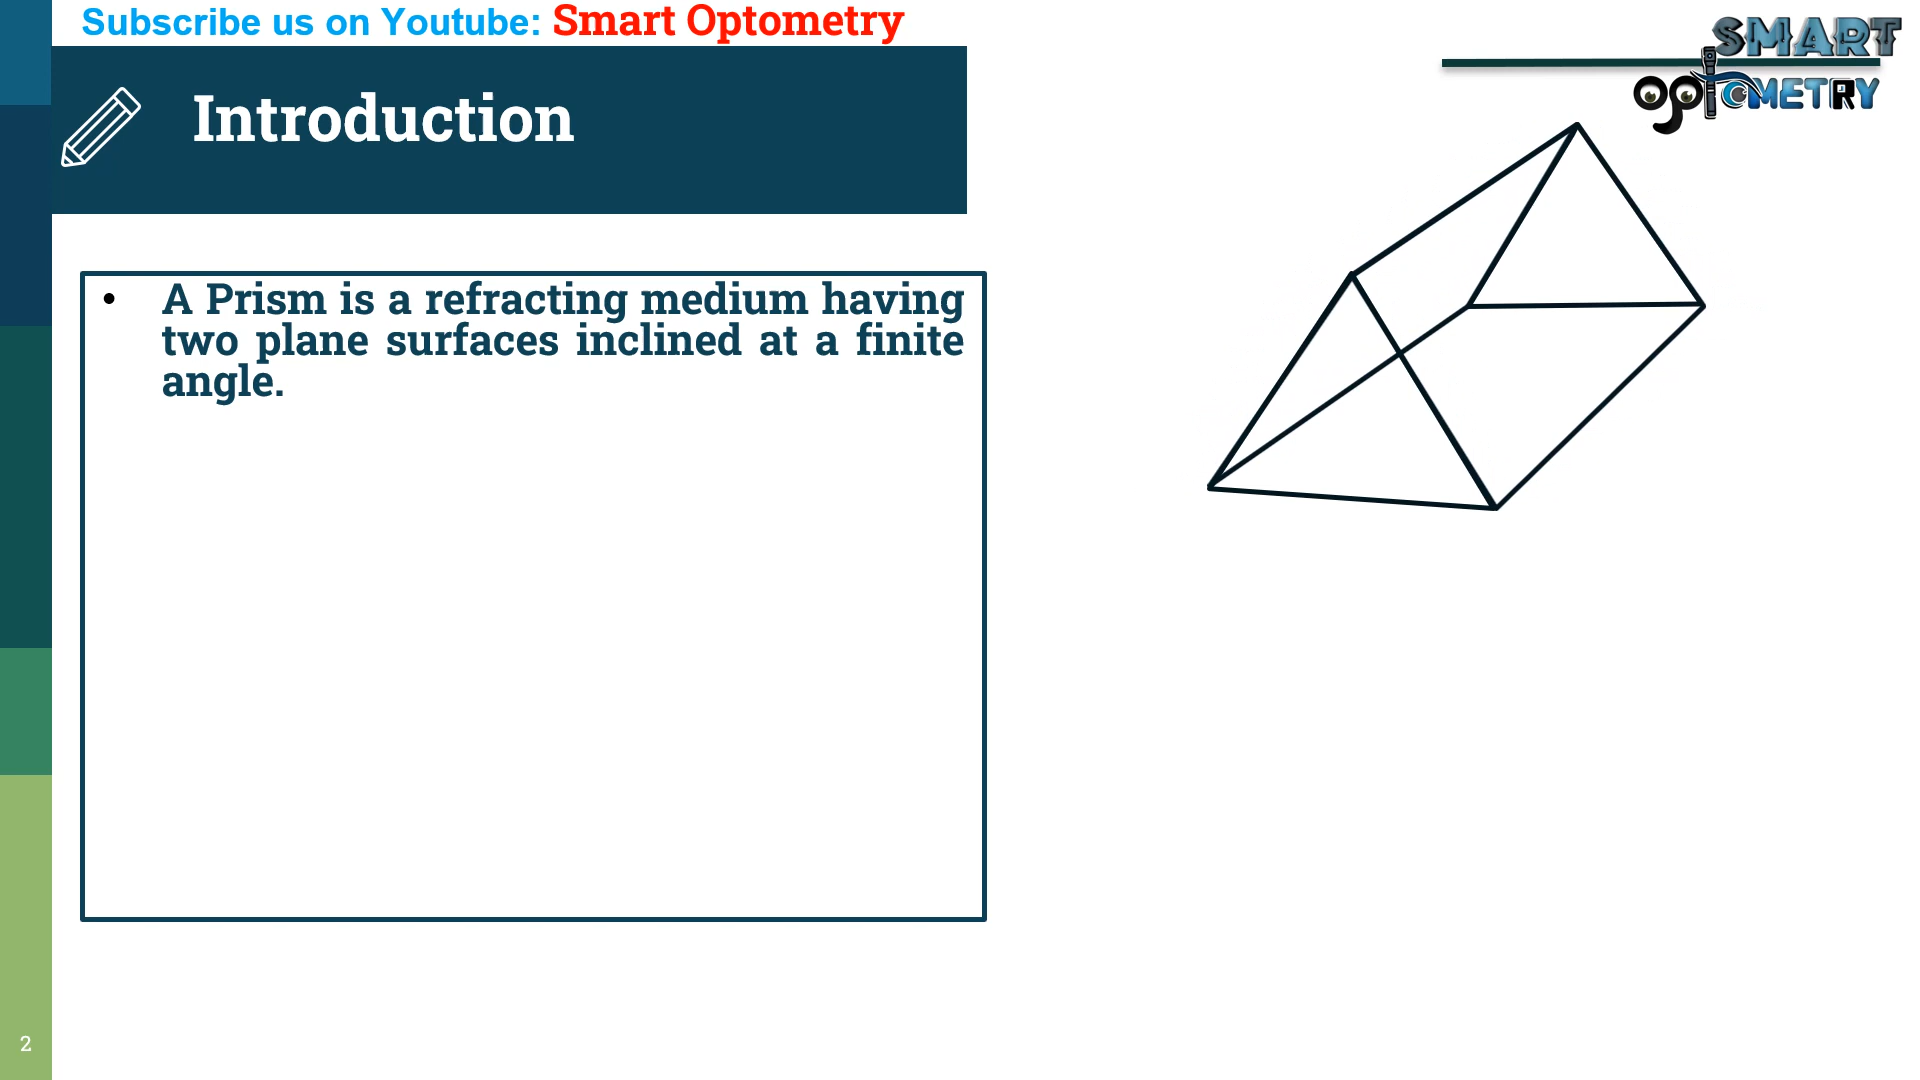 Subscribe us on Youtube: Smart Optometry
SMART
OptOMETRY
Introduction
• A Prism is a refracting medium having
two plane surfaces inclined at a finite
angle.
2